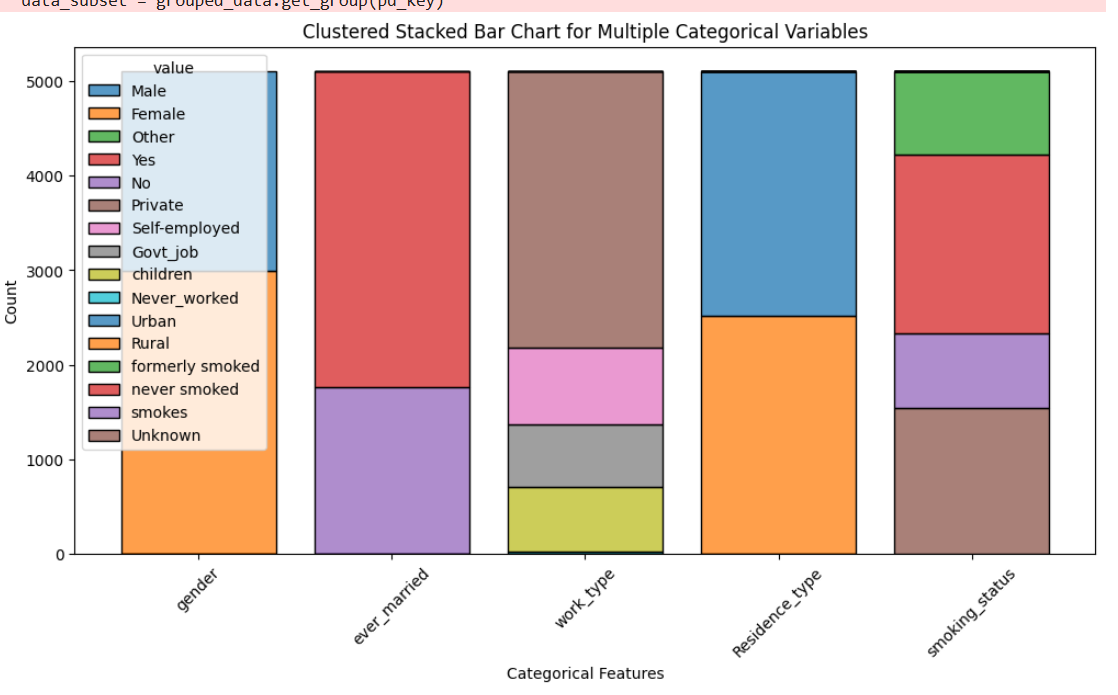 data_subset = grouped_data.get_group(pd_key)
Clustered Stacked Bar Chart for Multiple Categorical Variables
value
Male
Female
Other
Yes
No
Private
Self-employed
Govt_job
children
Never_worked
Urban
Rural
formerly smoked
never smoked
smokes
Unknown
5000
4000
3000
2000
1000
0
Count
gender
ever_married
work_type
Residence_type
smoking_status
Categorical Features